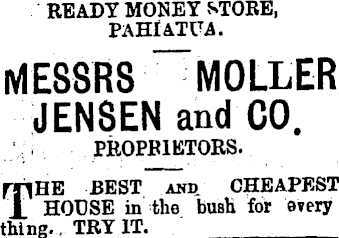 READY MONEY STORE,
PAHIATUA.
MESSRS MOLLER
JENSEN and CO.
PROPRIETORS.
THE BEST AND CHEAPEST
HOUSE in the bush for every
thing. TRY IT.